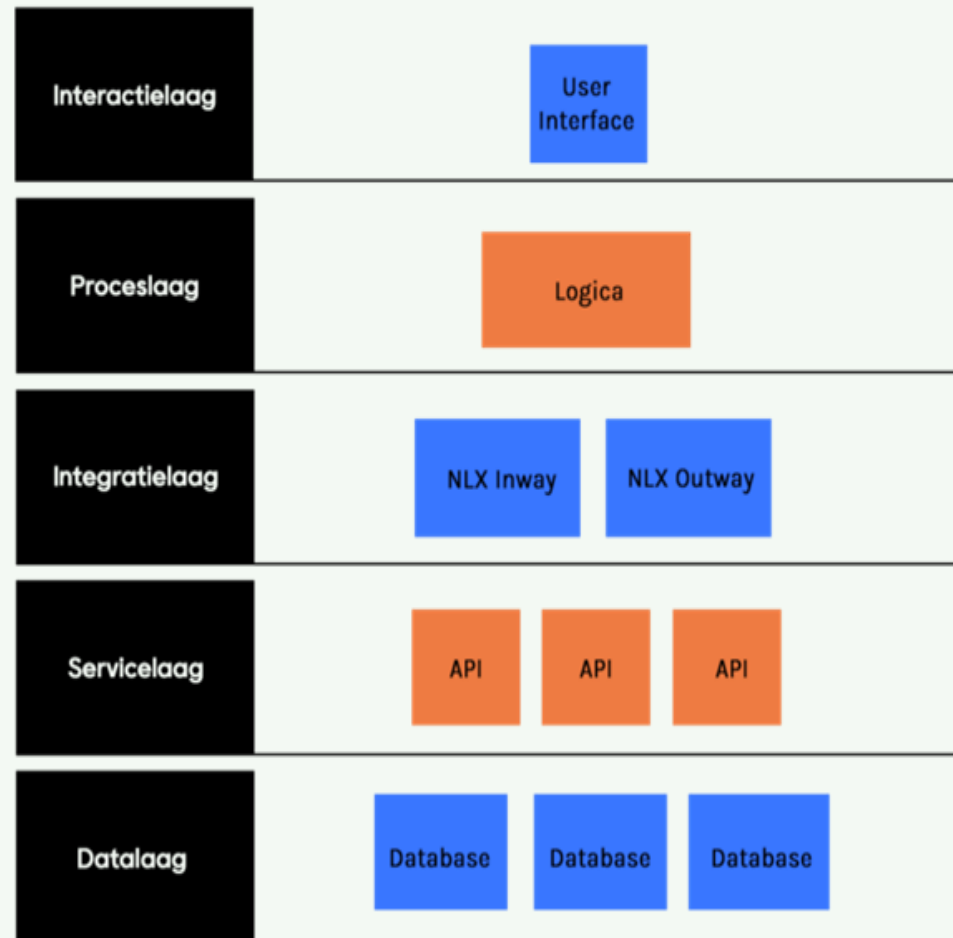 Interactielaag
User
Interface
Proceslaag
Logica
Integratielaag
NLX Inway
NLX Outway
Servicelaag
API
API
API
Datalaag
Database
Database
Database